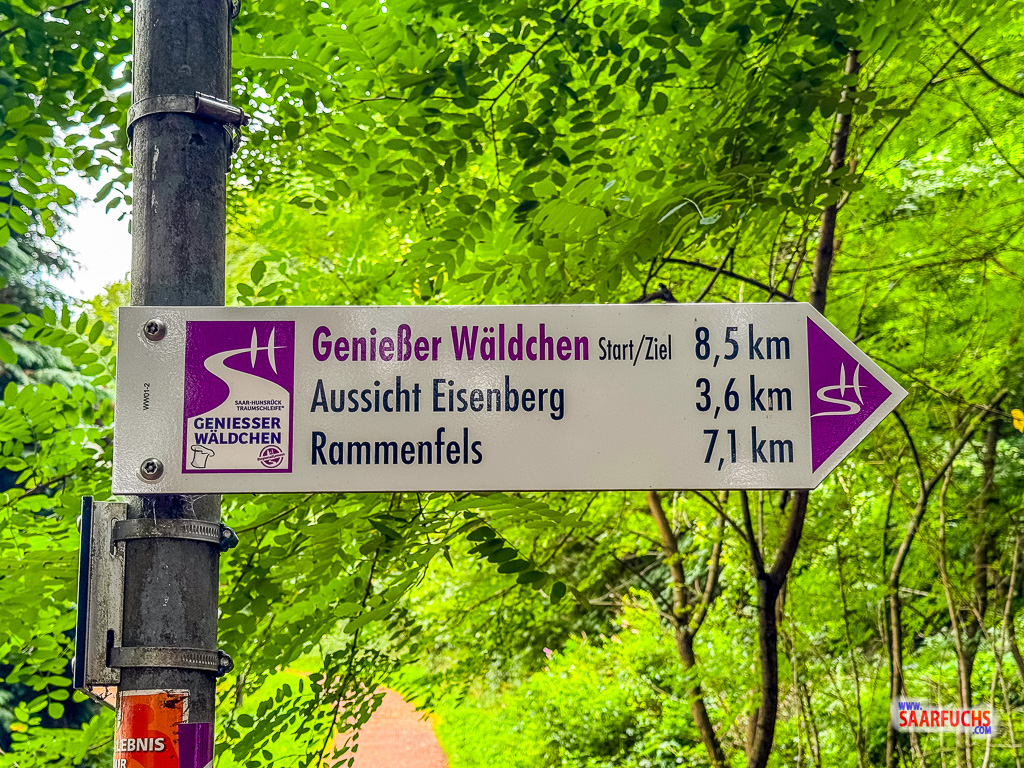 Genießer Wäldchen Start/Ziel 8,5 km
Aussicht Eisenberg 3,6 km
Rammenfels 7,1 km
WW01-2
SAAR-HUNSRÜCK
TRAUMSCHLEIFE®
GENIESSER
WÄLDCHEN
LEBNIS
WWW.
SAARFUCHS
.COM